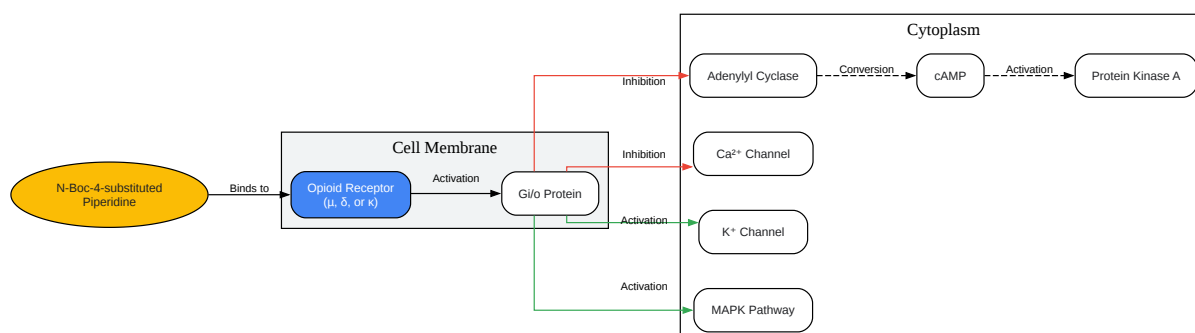 Cytoplasm
Inhibition
Adenylyl Cyclase
Conversion
cAMP
Activation
Protein Kinase A
Cell Membrane
Inhibition
Ca²⁺ Channel
N-Boc-4-substituted
Piperidine
Binds to
Opioid Receptor
(μ, δ, or κ)
Activation
Gi/o Protein
Activation
K⁺ Channel
Activation
MAPK Pathway